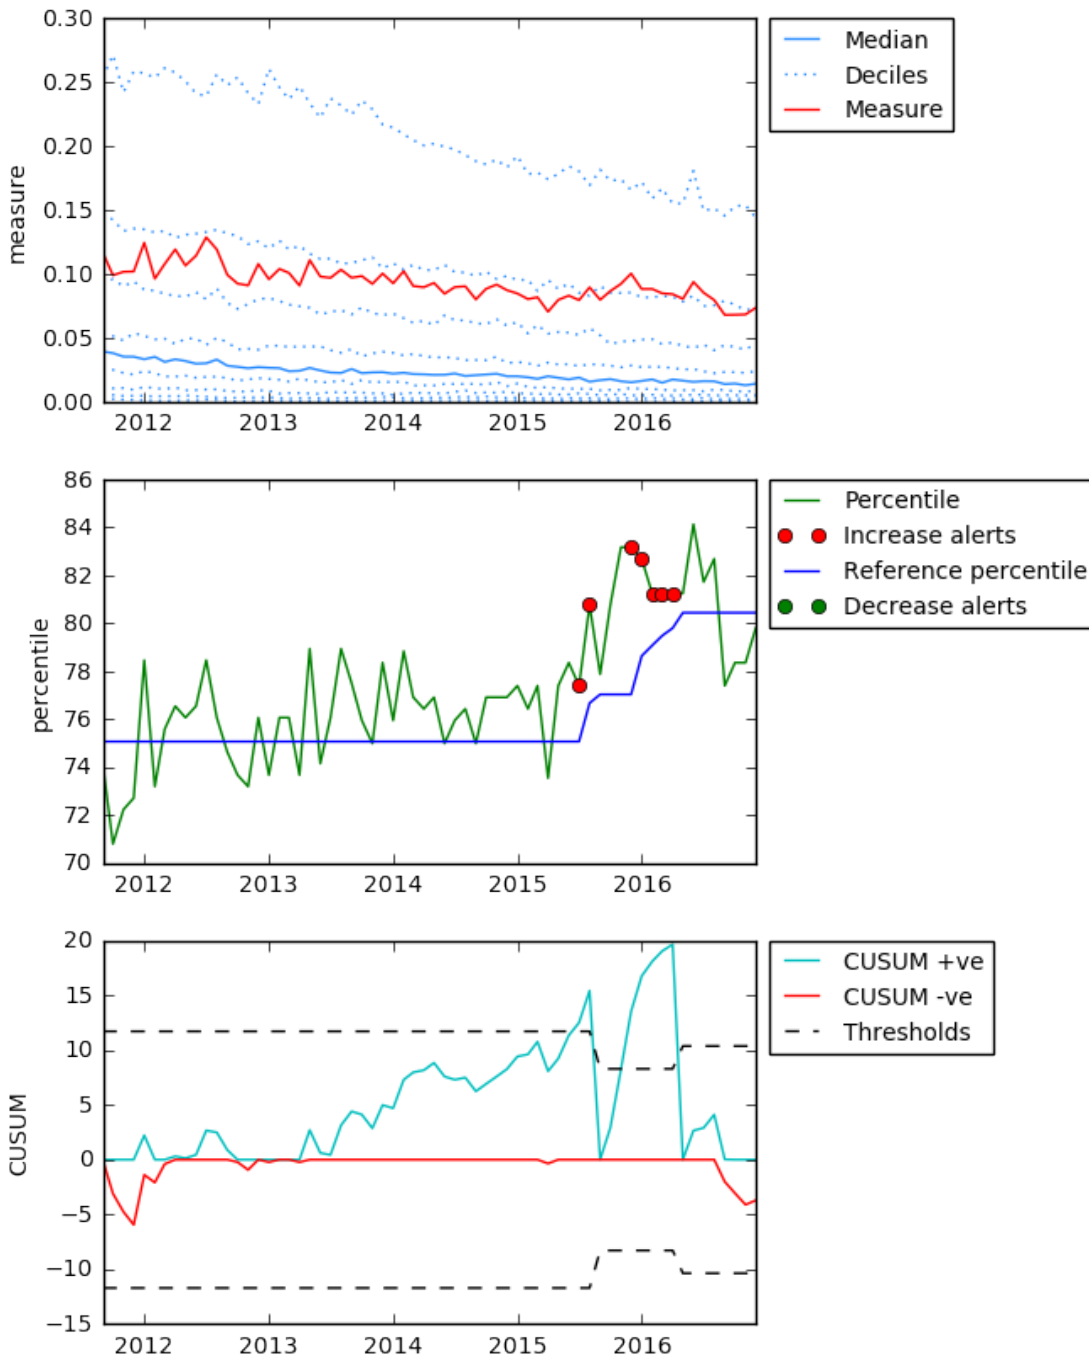 0.30
0.25
0.20
0.15
0.10
0.05
0.00
measure
2012 2013 2014 2015 2016
Median
Deciles
Measure
86
84
82
80
78
76
74
72
70
percentile
2012 2013 2014 2015 2016
Percentile
Increase alerts
Reference percentile
Decrease alerts
20
15
10
5
0
−5
−10
−15
CUSUM
2012 2013 2014 2015 2016
CUSUM +ve
CUSUM -ve
Thresholds